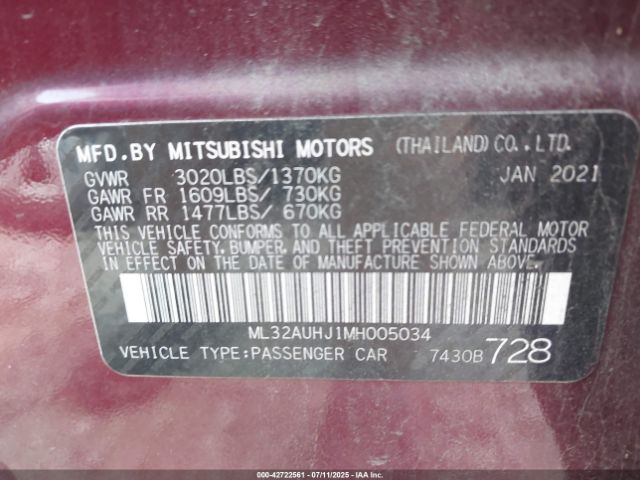 MFD.BY MITSUBISHI MOTORS (THAILAND)CO.,LTD.
GVWR 3020LBS/1370KG JAN 2021
GAWR FR 1609LBS/ 730KG
GAWR RR 1477LBS/ 670KG
THIS VEHICLE CONFORMS TO ALL APPLICABLE FEDERAL MOTOR
VEHICLE SAFETY,BUMPER,AND THEFT PREVENTION STANDARDS
IN EFFECT ON THE DATE OF MANUFACTURE SHOWN ABOVE.
ML32AUHJ1MH005034
VEHICLE TYPE:PASSENGER CAR 7430B 728
000-42722561 - 07/11/2025 - IAAI.com